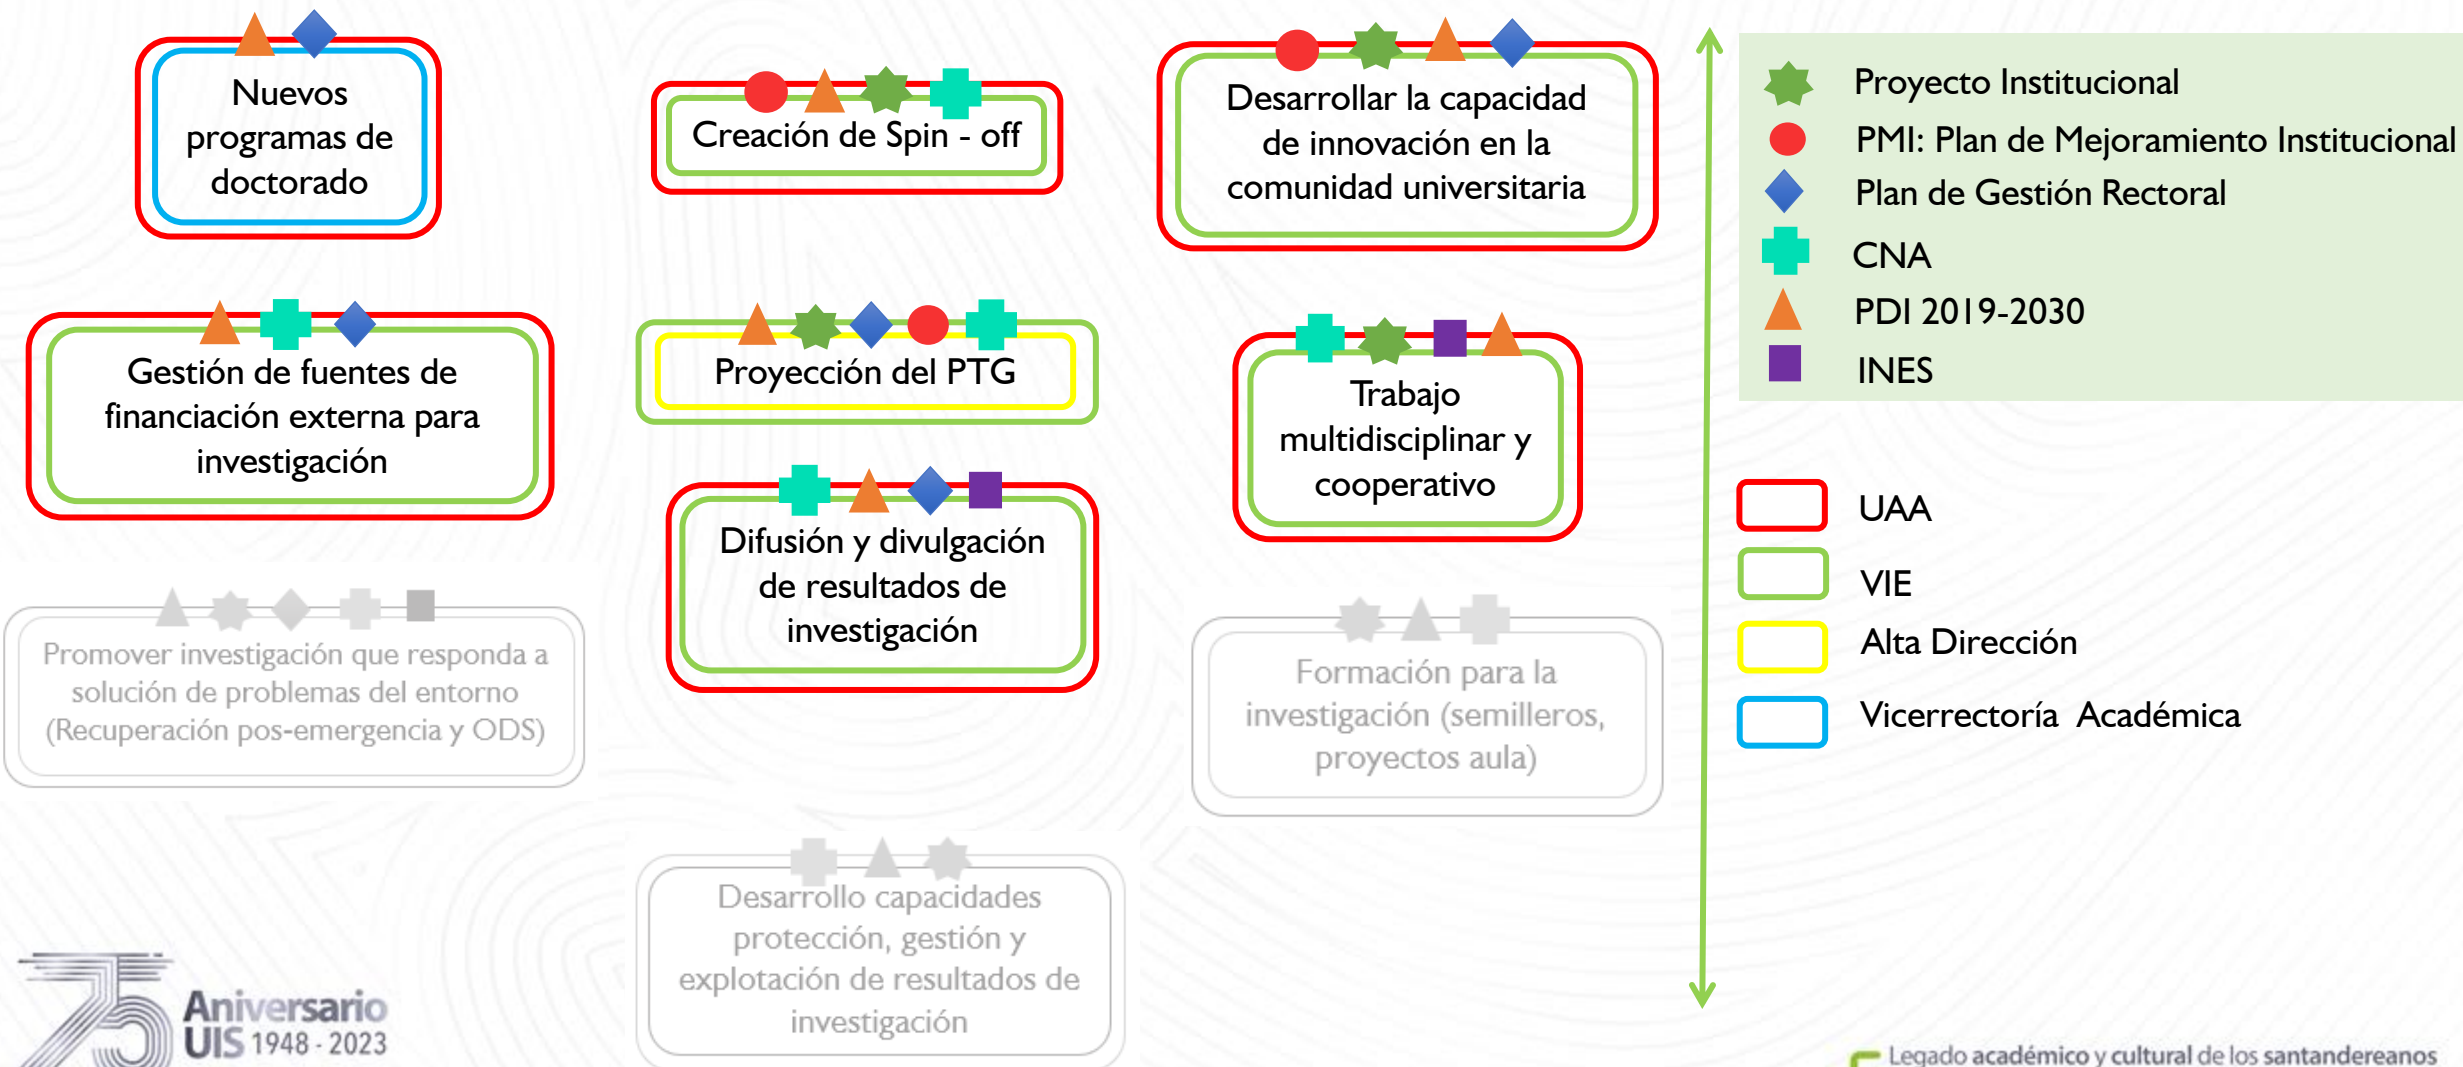 Nuevos
programas de
doctorado
Creación de Spin - off
Desarrollar la capacidad
de innovación en la
comunidad universitaria
Gestión de fuentes de
financiación externa para
investigación
Proyección del PTG
Trabajo
multidisciplinar y
cooperativo
Difusión y divulgación
de resultados de
investigación
Promover investigación que responda a
solución de problemas del entorno
(Recuperación pos-emergencia y ODS)
Formación para la
investigación (semilleros,
proyectos aula)
Desarrollo capacidades
protección, gestión y
explotación de resultados de
investigación
Proyecto Institucional
PMI: Plan de Mejoramiento Institucional
Plan de Gestión Rectoral
CNA
PDI 2019-2030
INES
UAA
VIE
Alta Dirección
Vicerrectoría Académica
75 Aniversario
UIS 1948 - 2023
Legado académico y cultural de los santandereanos